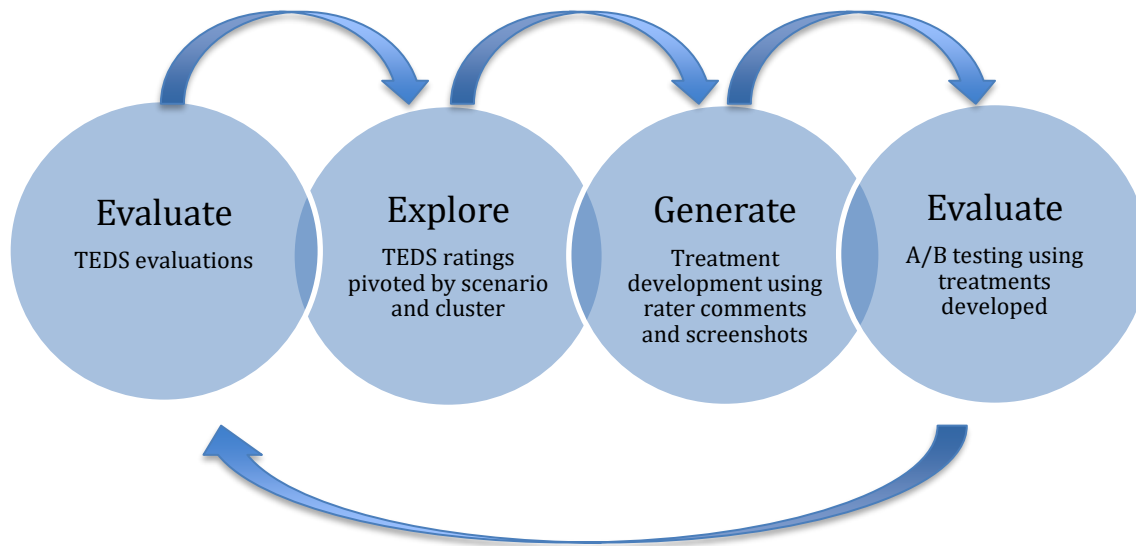 Evaluate
TEDS evaluations
Explore
TEDS ratings
pivoted by scenario
and cluster
Generate
Treatment
development using
rater comments
and screenshots
Evaluate
A/B testing using
treatments
developed